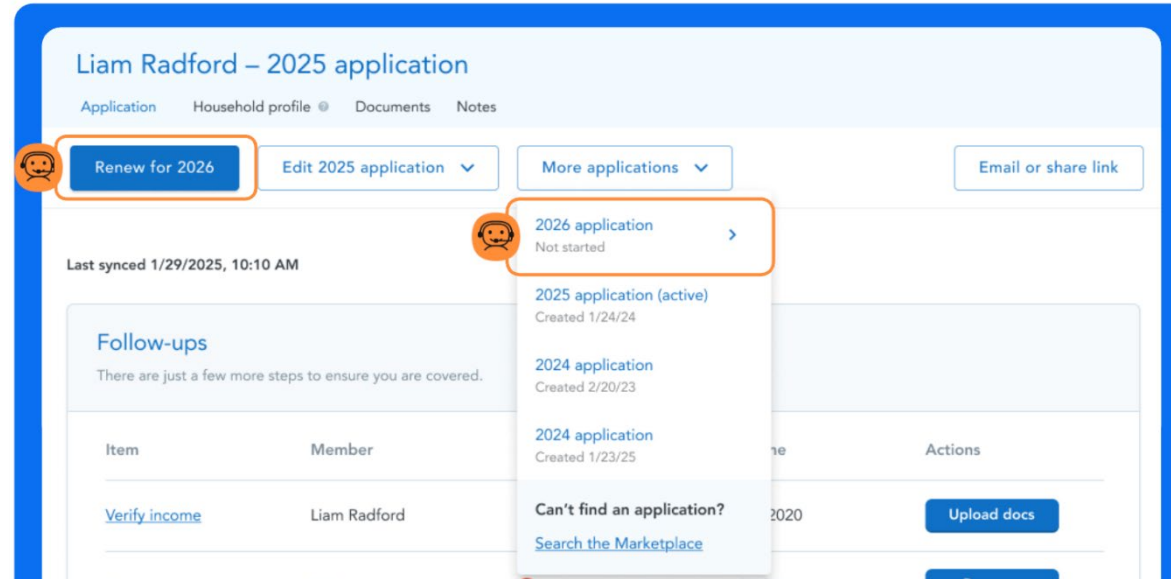 Liam Radford – 2025 application
Application Household profile Documents Notes
Renew for 2026 Edit 2025 application More applications Email or share link
2026 application
Not started
Last synced 1/29/2025, 10:10 AM
2025 application (active)
Created 1/24/24
Follow-ups
There are just a few more steps to ensure you are covered.
2024 application
Created 2/20/23
2024 application
Created 1/23/25
Item Member Actions
Can't find an application?
Search the Marketplace
Verify income Liam Radford 2020 Upload docs